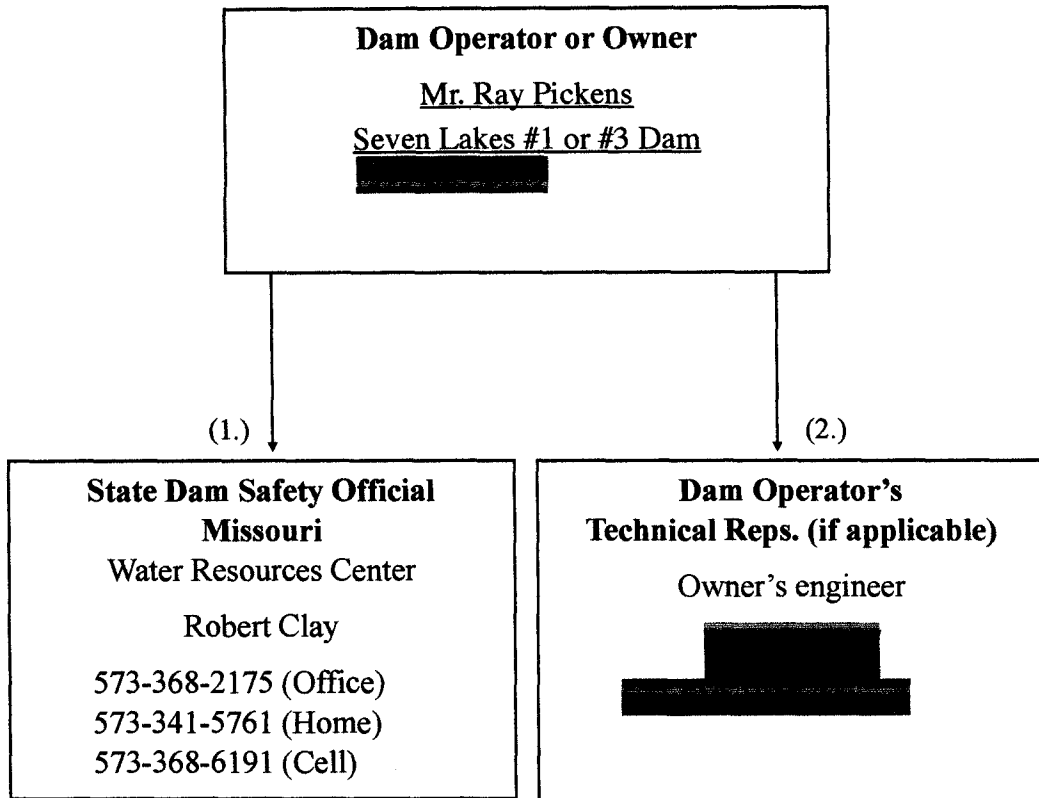 Dam Operator or Owner
Mr. Ray Pickens
Seven Lakes #1 or #3 Dam
(1.)
(2.)
State Dam Safety Official
Missouri
Water Resources Center
Robert Clay
573-368-2175 (Office)
573-341-5761 (Home)
573-368-6191 (Cell)
Dam Operator’s
Technical Reps. (if applicable)
Owner’s engineer